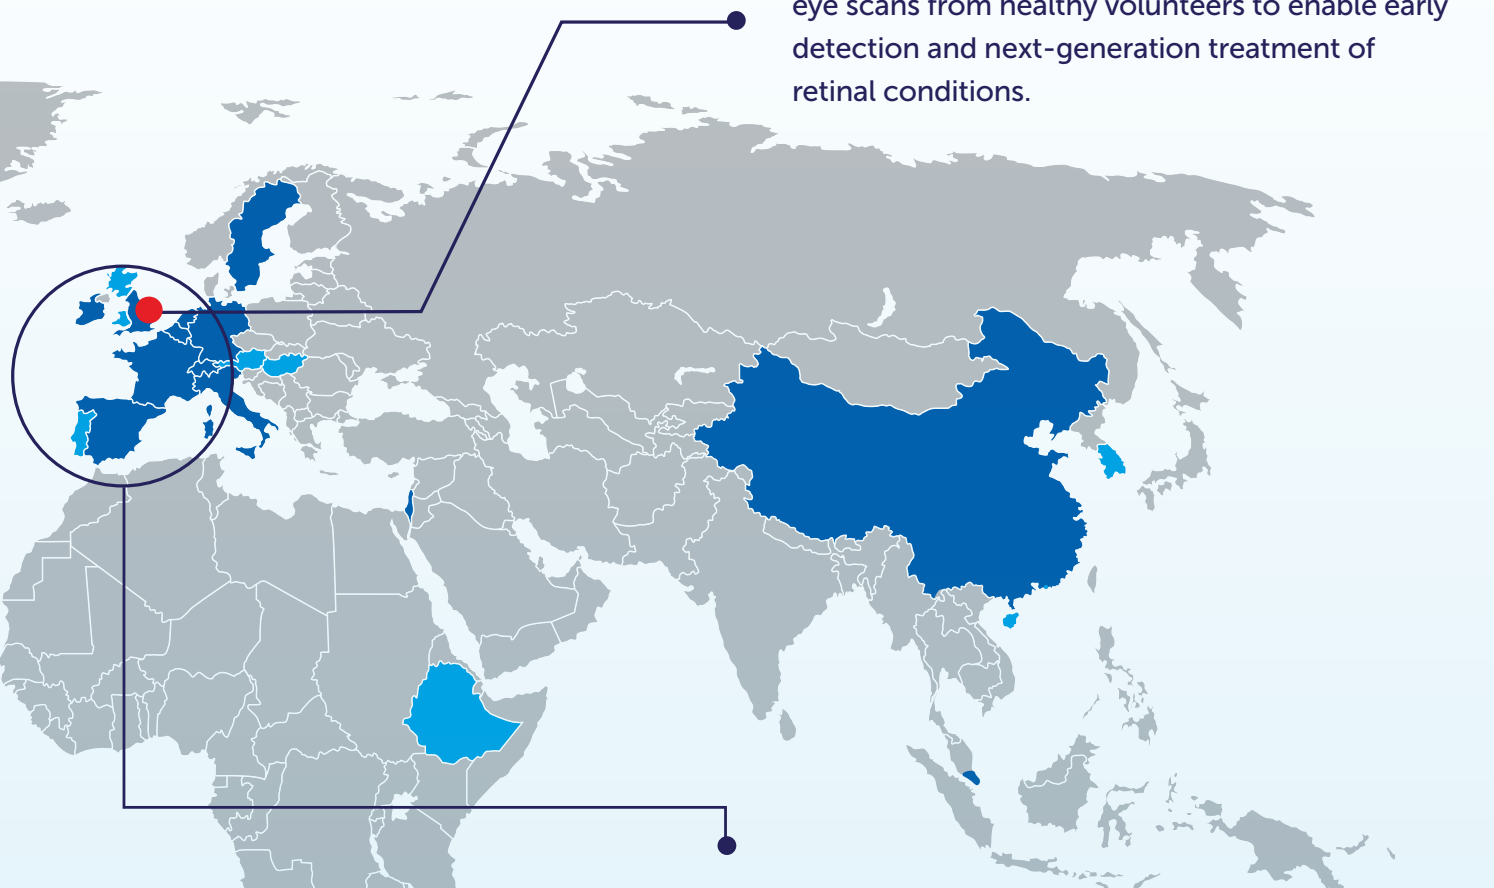 eye scans from healthy volunteers to enable early
detection and next-generation treatment of
retinal conditions.